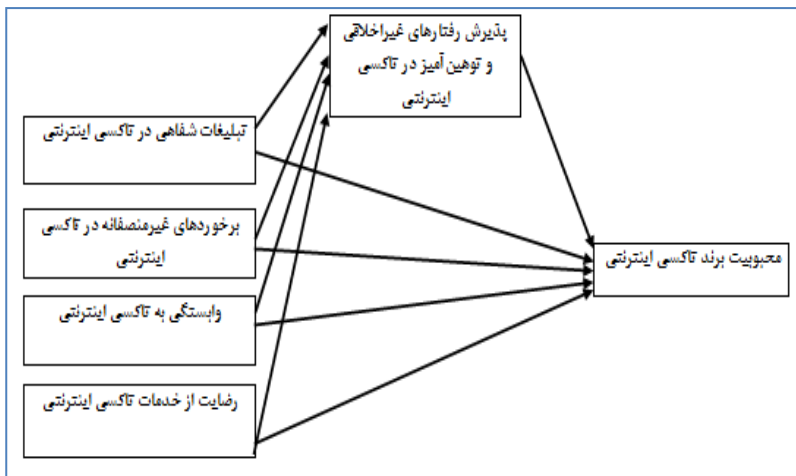 پذیرش رفتارهای غیراخلاقی
و توهین‌آمیز در تاکسی
اینترنتی
تبلیغات شفاهی در تاکسی اینترنتی
برخوردهای غیرمنصفانه در تاکسی
اینترنتی
محبوبیت برند تاکسی اینترنتی
وابستگی به تاکسی اینترنتی
رضایت از خدمات تاکسی اینترنتی